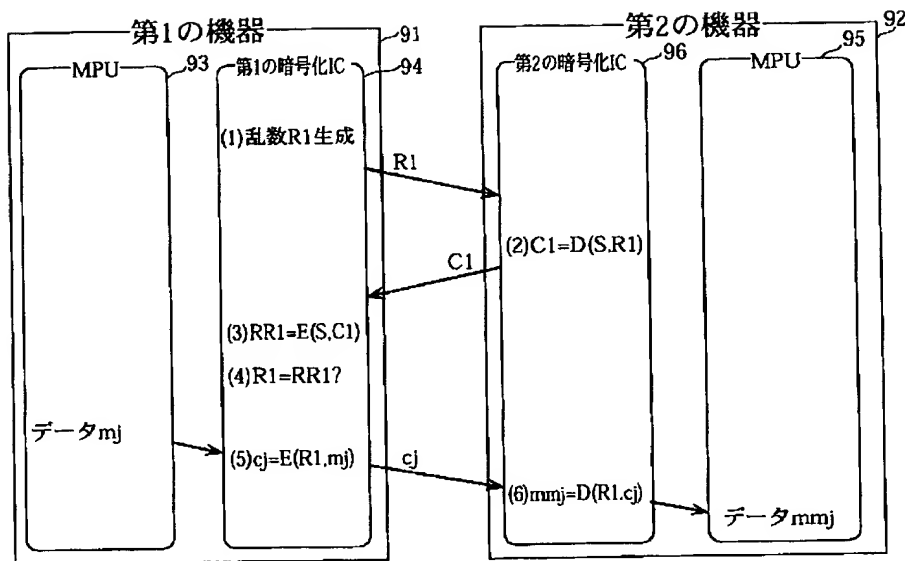 第1の機器
91
MPU
93
第1の暗号化IC
94
(1)乱数R1生成
R1
C1
(3)RR1=E(S,C1)
(4)R1=RR1?
データmj
(5)cj=E(R1,mj)
cj
第2の機器
92
第2の暗号化IC
96
MPU
95
(2)C1=D(S,R1)
(6)mmj=D(R1,cj)
データmmj